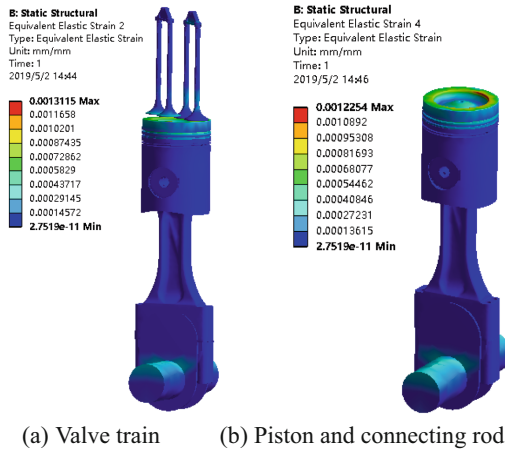 B: Static Structural
Equivalent Elastic Strain 2
Type: Equivalent Elastic Strain
Unit: mm/mm
Time: 1
2019/5/2 14:44
0.0013115 Max
0.0011658
0.0010201
0.00087435
0.00072862
0.0005829
0.00043717
0.00029145
0.00014572
2.7519e-11 Min
B: Static Structural
Equivalent Elastic Strain 4
Type: Equivalent Elastic Strain
Unit: mm/mm
Time: 1
2019/5/2 14:46
0.0012254 Max
0.0010892
0.00095308
0.00081693
0.00068077
0.00054462
0.00040846
0.00027231
0.00013615
2.7519e-11 Min
(a) Valve train
(b) Piston and connecting rod